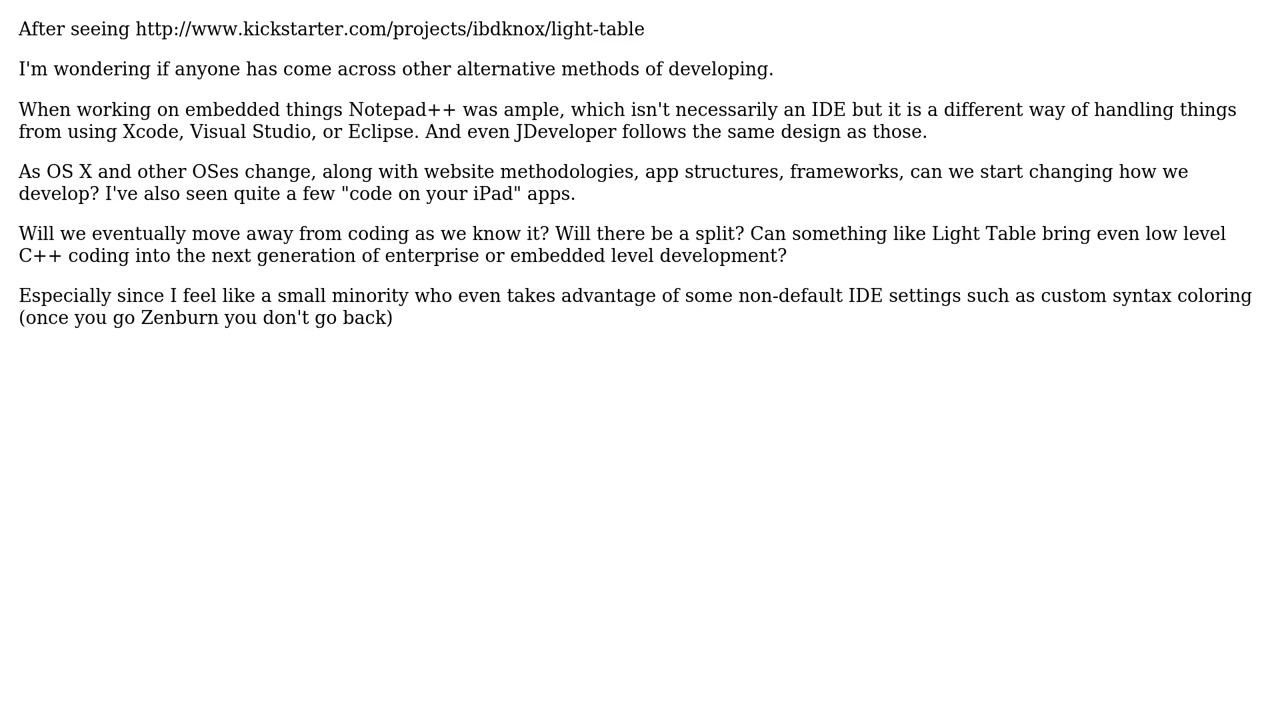 After seeing http://www.kickstarter.com/projects/ibdknox/light-table
I'm wondering if anyone has come across other alternative methods of developing.
When working on embedded things Notepad++ was ample, which isn't necessarily an IDE but it is a different way of handling things
from using Xcode, Visual Studio, or Eclipse. And even JDeveloper follows the same design as those.
As OS X and other OSes change, along with website methodologies, app structures, frameworks, can we start changing how we
develop? I've also seen quite a few "code on your iPad" apps.
Will we eventually move away from coding as we know it? Will there be a split? Can something like Light Table bring even low level
C++ coding into the next generation of enterprise or embedded level development?
Especially since I feel like a small minority who even takes advantage of some non-default IDE settings such as custom syntax coloring
(once you go Zenburn you don't go back)